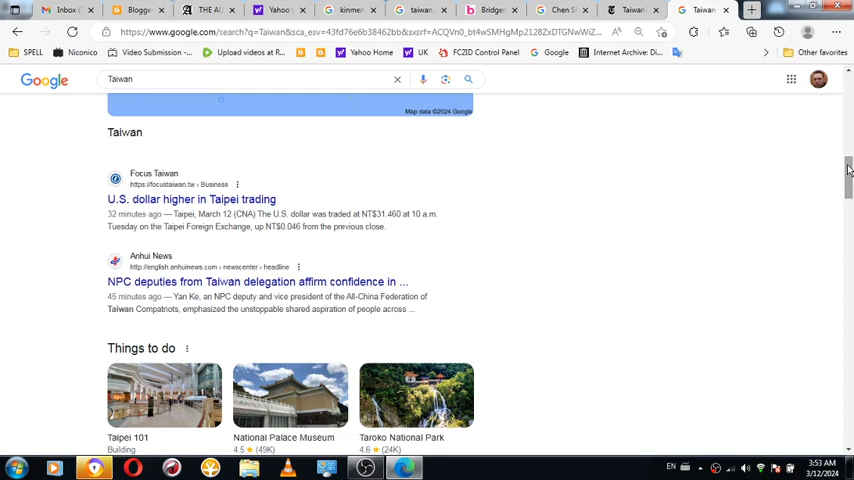 Inbox (
Blogge
THE AU
Yahoo
kinmer
taiwan
Bridger
Chen S
Taiwan
Taiwan
https://www.google.com/search?q=Taiwan&sca_esv=43fd76e6b38462bb&sxsrf=ACQVn0_bt4wSMHgMp2128ZxDTGNwWiZ...
SPELL
Niconico
Video Submission -...
Upload videos at R...
Yahoo Home
UK
FC2ID Control Panel
Google
Internet Archive: Di...
Other favorites
Google
Taiwan
Map data ©2024 Google
Taiwan
Focus Taiwan
https://focustaiwan.tw › Business
U.S. dollar higher in Taipei trading
32 minutes ago — Taipei, March 12 (CNA) The U.S. dollar was traded at NT$31.460 at 10 a.m.
Tuesday on the Taipei Foreign Exchange, up NT$0.046 from the previous close.
Anhui News
http://english.anhuinews.com › newscenter › headline
NPC deputies from Taiwan delegation affirm confidence in ...
45 minutes ago — Yan Ke, an NPC deputy and vice president of the All-China Federation of
Taiwan Compatriots, emphasized the unstoppable shared aspiration of people across ...
Things to do
Taipei 101
Building
National Palace Museum
4.5 ★ (49K)
Taroko National Park
4.6 ★ (24K)
EN
3:53 AM
3/12/2024